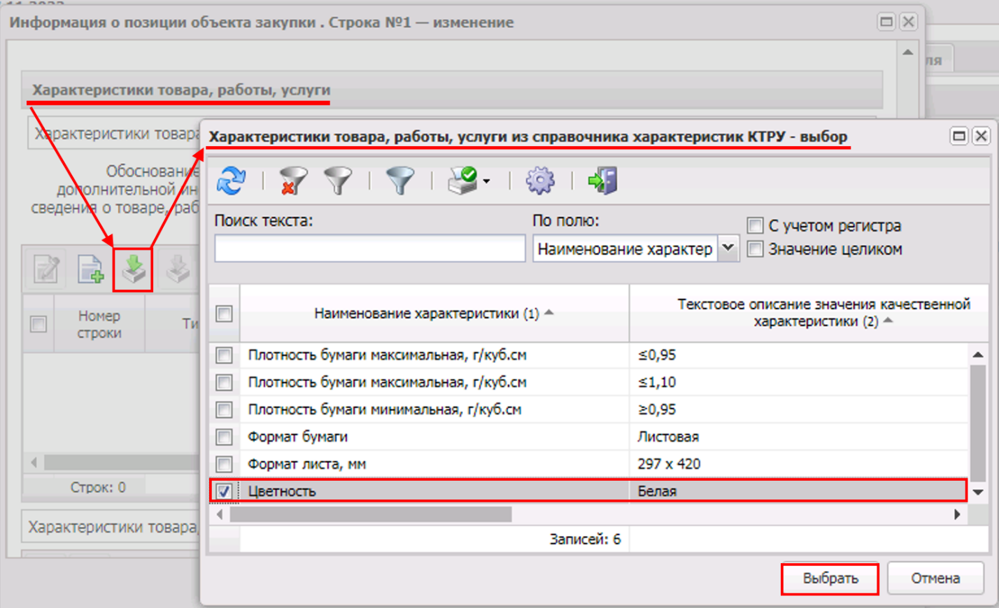 11.2022
Информация о позиции объекта закупки . Строка №1 — изменение
ля
Характеристики товара, работы, услуги
Характеристики товара
Обоснование
дополнительной ин
сведения о товаре, раб
Номер
строки
Ти
Строк: 0
Характеристики товара,
Характеристики товара, работы, услуги из справочника характеристик КТРУ - выбор
Поиск текста:
По полю:
Наименование характер
С учетом регистра
Значение целиком
Наименование характеристики (1)
Текстовое описание значения качественной
характеристики (2)
Плотность бумаги максимальная, г/куб.см ≤0,95
Плотность бумаги максимальная, г/куб.см ≤1,10
Плотность бумаги минимальная, г/куб.см ≥0,95
Формат бумаги Листовая
Формат листа, мм 297 x 420
Цветность Белая
Записей: 6
Выбрать Отмена